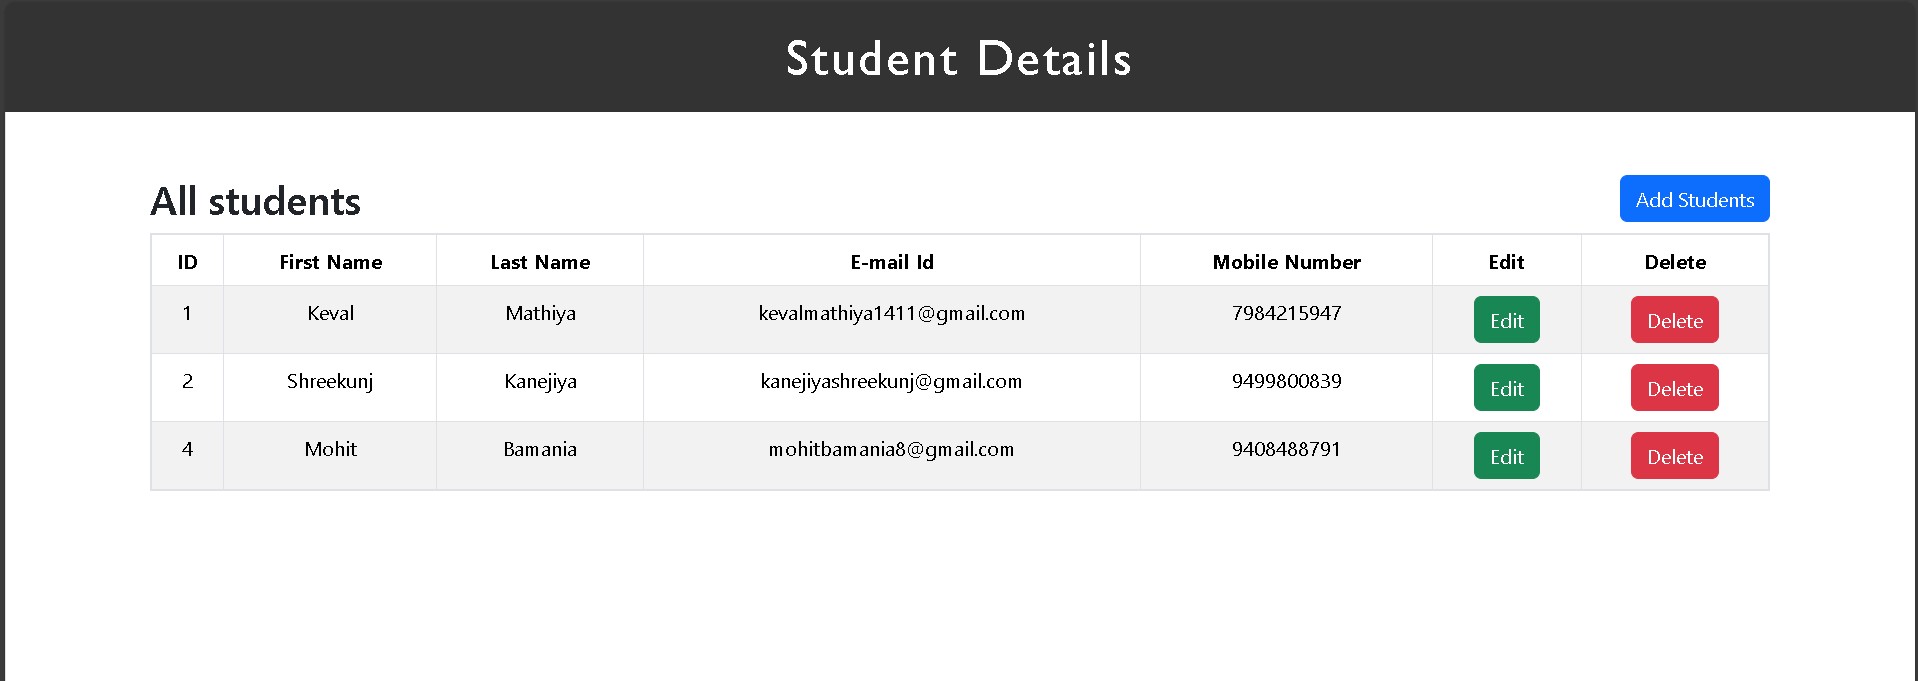 Student Details
All students
Add Students
ID First Name Last Name E-mail Id Mobile Number Edit Delete
1 Keval Mathiya kevalmathiya1411@gmail.com 7984215947 Edit Delete
2 Shreekunj Kanejiya kanejiyashreekunj@gmail.com 9499800839 Edit Delete
4 Mohit Bamania mohitbamania8@gmail.com 9408488791 Edit Delete